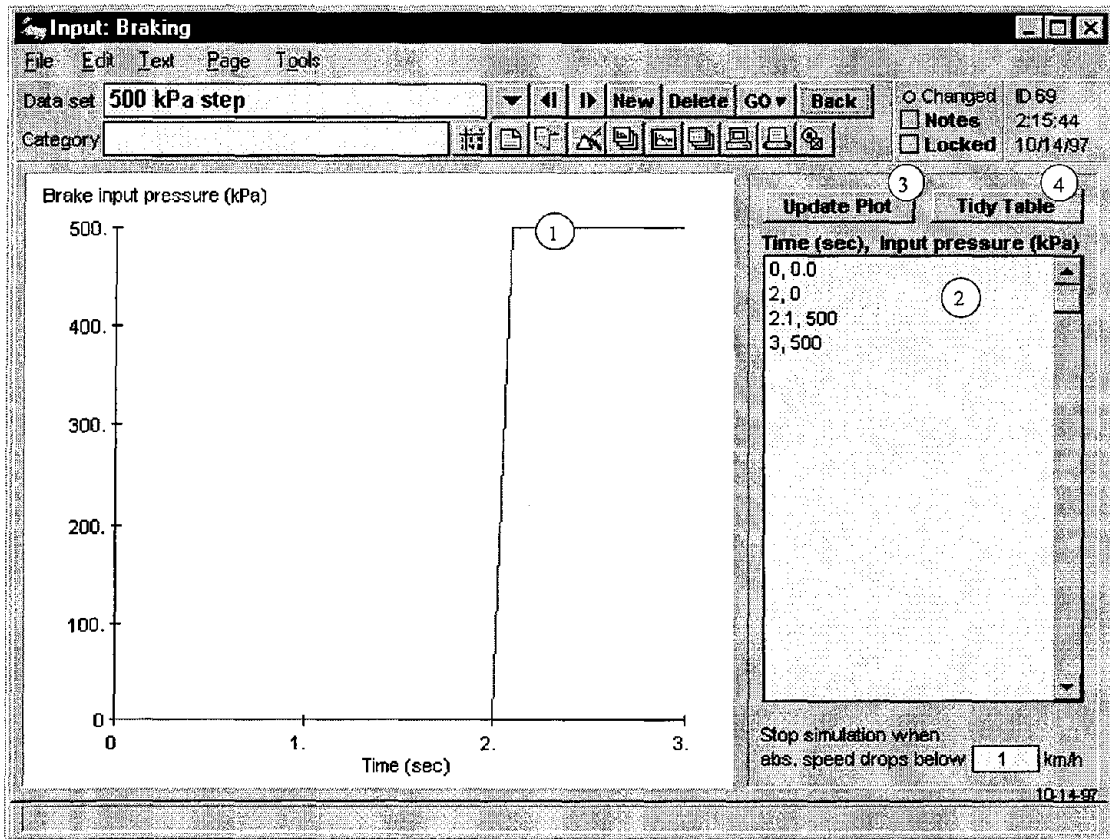 Input: Braking
File Edit Text Page Tools
Data set 500 kPa step New Delete GO Back
Changed ID 69
Notes 2:15:44
Category
Locked 10/14/97
Brake input pressure (kPa)
500.
400.
300.
200.
100.
0
0 1. 2. 3.
Time (sec)
1
3 4
Update Plot Tidy Table
Time (sec), Input pressure (kPa)
0, 0.0
2, 0
2.1, 500
3, 500
2
Stop simulation when
abs. speed drops below 1 km/h
10-14-97